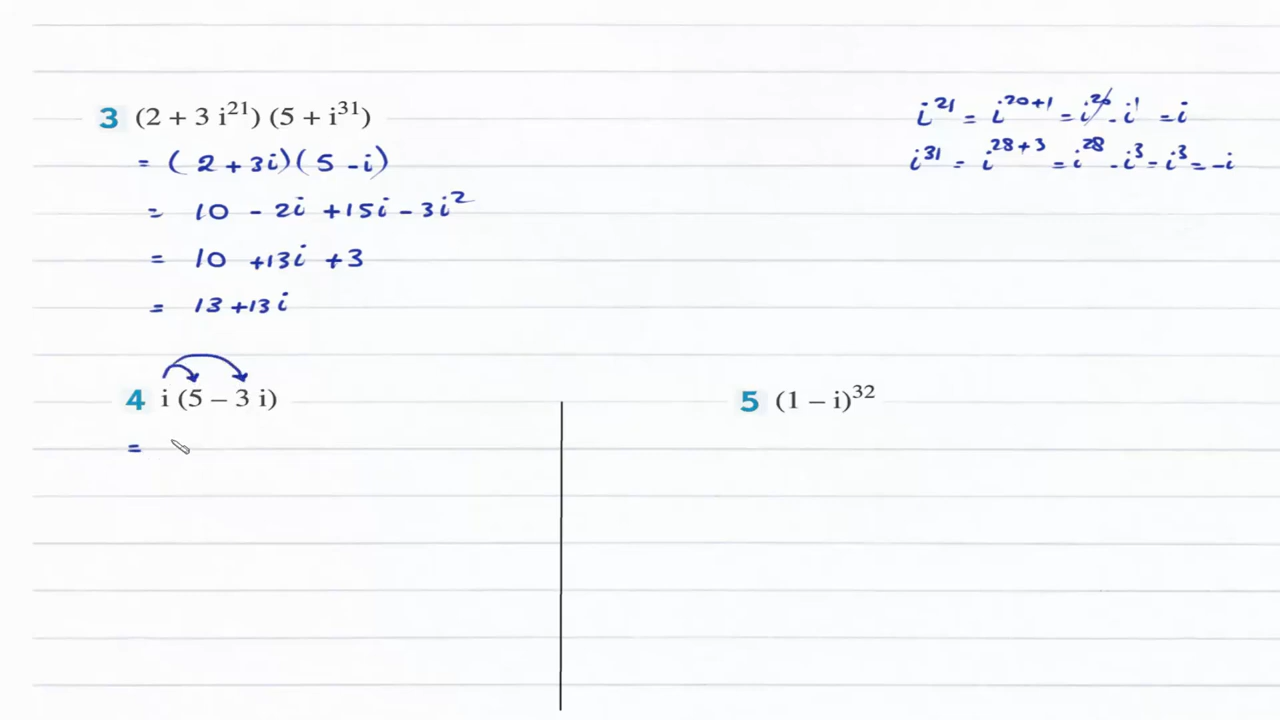 3 (2 + 3 i²¹) (5 + i³¹)
= (2 + 3i)(5 - i)
= 10 - 2i + 15i - 3i²
= 10 + 13i + 3
= 13 + 13i
i²¹ = i²⁰⁺¹ = i²⁰ · i¹ = i
i³¹ = i²⁸⁺³ = i²⁸ · i³ = i³ = -i
4 i (5 – 3 i)
=
5 (1 – i)³²